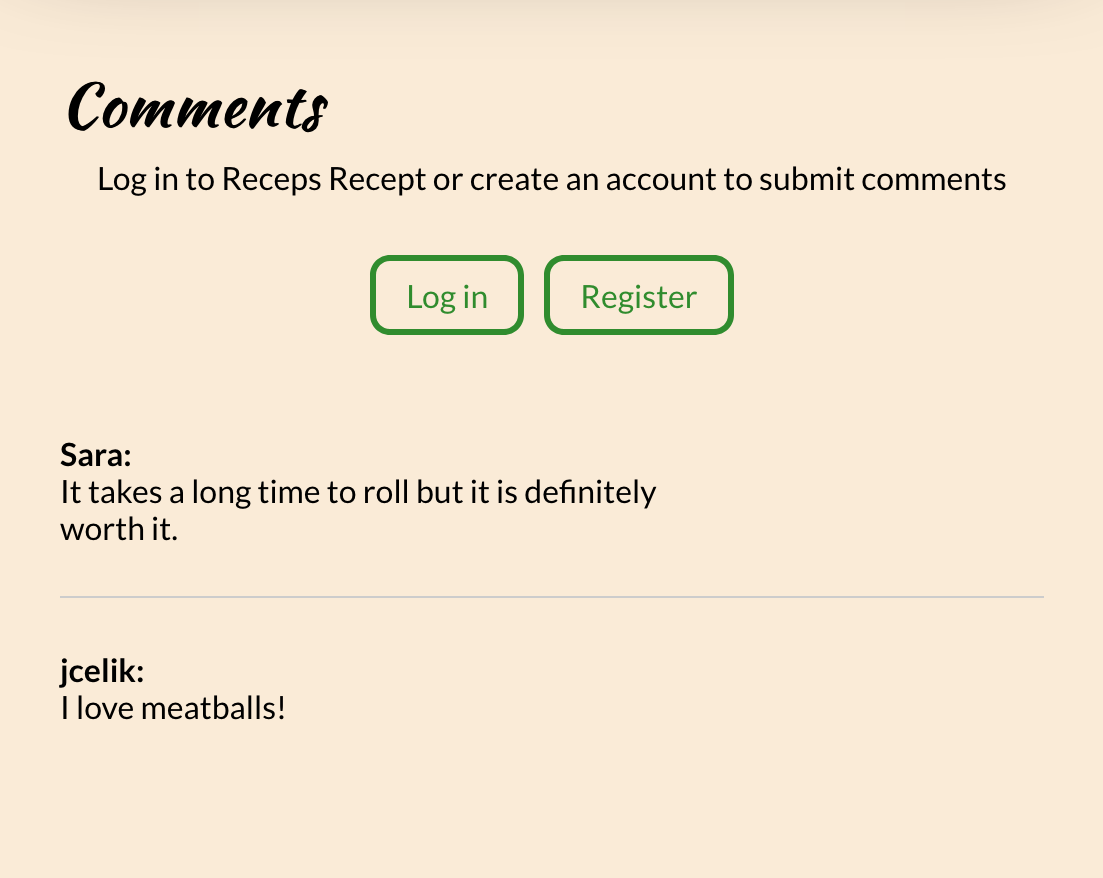 Comments
Log in to Receps Recept or create an account to submit comments
Log in
Register
Sara:
It takes a long time to roll but it is definitely
worth it.
jcelik:
I love meatballs!